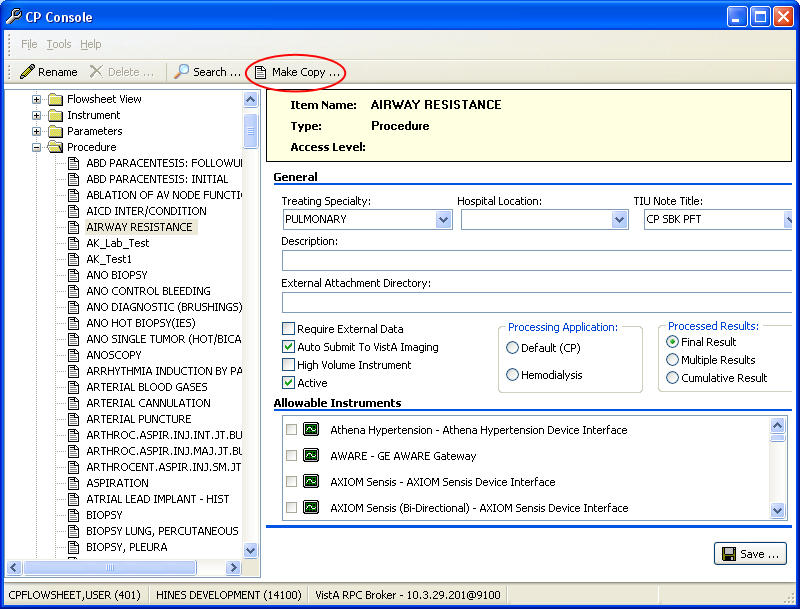 CP Console
File Tools Help
Rename Delete ... Search ... Make Copy ...
Flowsheet View
Instrument
Parameters
Procedure
ABD PARACENTESIS: FOLLOWU
ABD PARACENTESIS: INITIAL
ABLATION OF AV NODE FUNCTI
AICD INTER/CONDITION
AIRWAY RESISTANCE
AK_Lab_Test
AK_Test1
ANO BIOPSY
ANO CONTROL BLEEDING
ANO DIAGNOSTIC (BRUSHINGS)
ANO HOT BIOPSY(IES)
ANO SINGLE TUMOR (HOT/BICA
ANOSCOPY
ARRHYTHMIA INDUCTION BY PA
ARTERIAL BLOOD GASES
ARTERIAL CANNULATION
ARTERIAL PUNCTURE
ARTHROC.ASPIR.INJ.INT.JT.BU
ARTHROC.ASPIR.INJ.MAJ.JT.BU
ARTHROCENT.ASPIR.INJ.SM.JT
ASPIRATION
ATRIAL LEAD IMPLANT - HIST
BIOPSY
BIOPSY LUNG, PERCUTANEOUS
BIOPSY, PLEURA
Item Name: AIRWAY RESISTANCE
Type: Procedure
Access Level:
General
Treating Specialty: Hospital Location: TIU Note Title:
PULMONARY CP SBK PFT
Description:
External Attachment Directory:
Require External Data
Auto Submit To VistA Imaging
High Volume Instrument
Active
Processing Application:
Default (CP)
Hemodialysis
Processed Results:
Final Result
Multiple Results
Cumulative Result
Allowable Instruments
Athena Hypertension - Athena Hypertension Device Interface
AWARE - GE AWARE Gateway
AXIOM Sensis - AXIOM Sensis Device Interface
AXIOM Sensis (Bi-Directional) - AXIOM Sensis Device Interface
Save ...
CPFLOWSHEET,USER (401) HINES DEVELOPMENT (14100) VistA RPC Broker - 10.3.29.201@9100